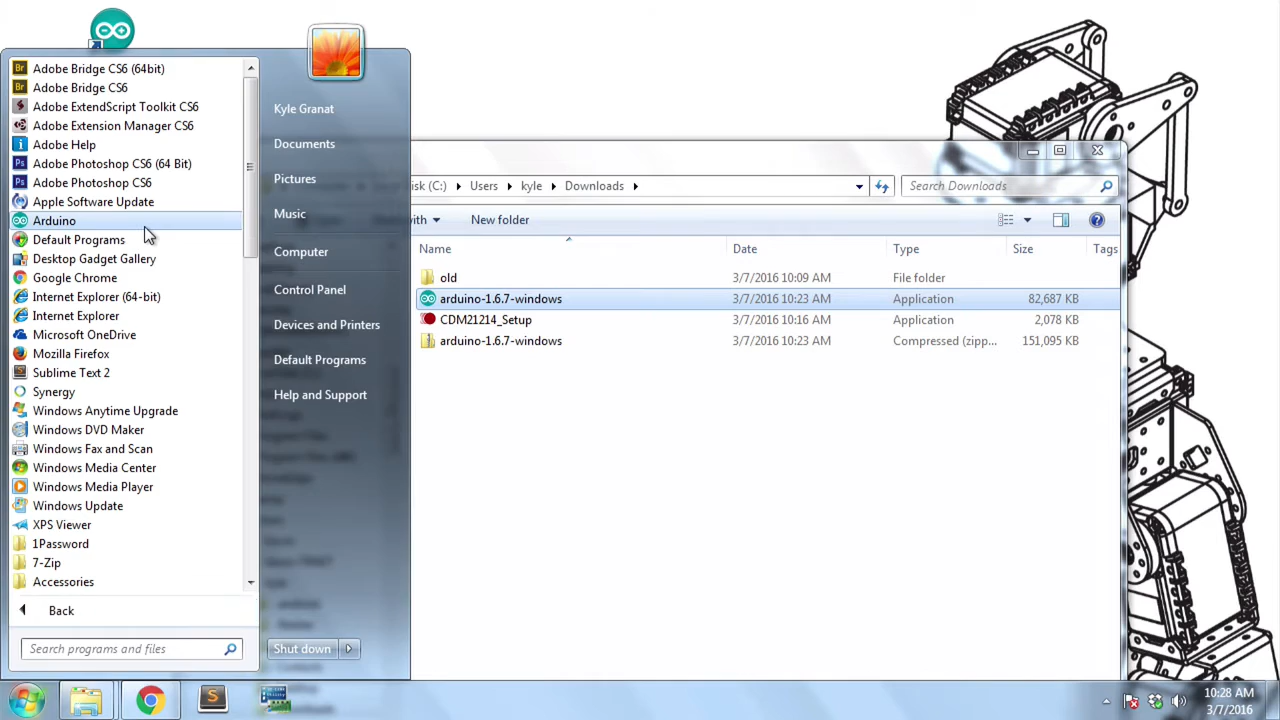 Adobe Bridge CS6 (64bit)
Adobe Bridge CS6
Adobe ExtendScript Toolkit CS6
Adobe Extension Manager CS6
Adobe Help
Adobe Photoshop CS6 (64 Bit)
Adobe Photoshop CS6
Apple Software Update
Arduino
Default Programs
Desktop Gadget Gallery
Google Chrome
Internet Explorer (64-bit)
Internet Explorer
Microsoft OneDrive
Mozilla Firefox
Sublime Text 2
Synergy
Windows Anytime Upgrade
Windows DVD Maker
Windows Fax and Scan
Windows Media Center
Windows Media Player
Windows Update
XPS Viewer
1Password
7-Zip
Accessories
Back
Search programs and files
Kyle Granat
Documents
Pictures
Music
Computer
Control Panel
Devices and Printers
Default Programs
Help and Support
Shut down
(C:) Users kyle Downloads
Search Downloads
New folder
Name Date Type Size Tags
old 3/7/2016 10:09 AM File folder
arduino-1.6.7-windows 3/7/2016 10:23 AM Application 82,687 KB
CDM21214_Setup 3/7/2016 10:16 AM Application 2,078 KB
arduino-1.6.7-windows 3/7/2016 10:23 AM Compressed (zipp... 151,095 KB
10:28 AM
3/7/2016